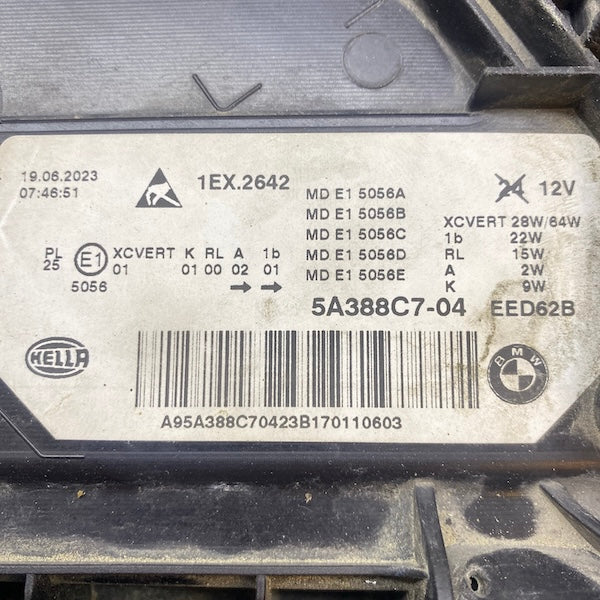 19.06.2023
07:46:51
1EX.2642
MD E1 5056A
MD E1 5056B
MD E1 5056C
MD E1 5056D
MD E1 5056E
24 12V
XCVERT 28W/64W
1b 22W
RL 15W
A 2W
K 9W
PL E1 XCVERT K RL A 1b
25 01 01 00 02 01
5056
5A388C7-04 EED62B
HELLA
BMW
A95A388C70423B170110603